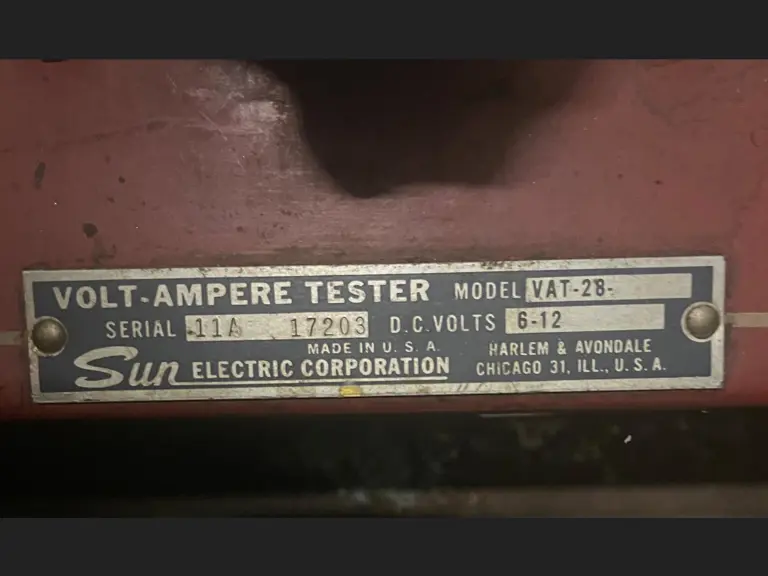 VOLT-AMPERE TESTER MODEL VAT-28-
SERIAL 11A 17203 D.C. VOLTS 6-12
MADE IN U. S. A. HARLEM & AVONDALE
Sun ELECTRIC CORPORATION CHICAGO 31, ILL., U. S. A.